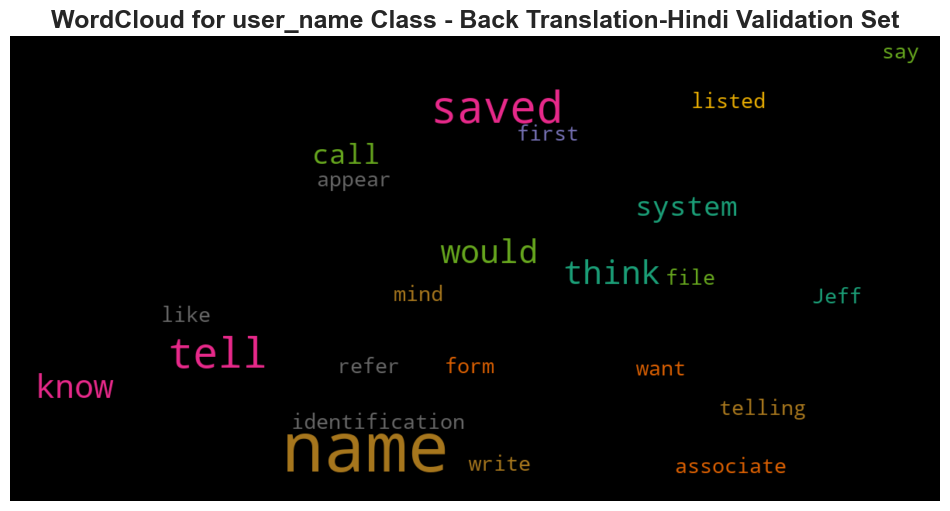 WordCloud for user_name Class - Back Translation-Hindi Validation Set
say
saved
listed
first
call
appear
system
would
think
file
mind
Jeff
like
tell
refer
form
want
know
telling
identification
name
write
associate